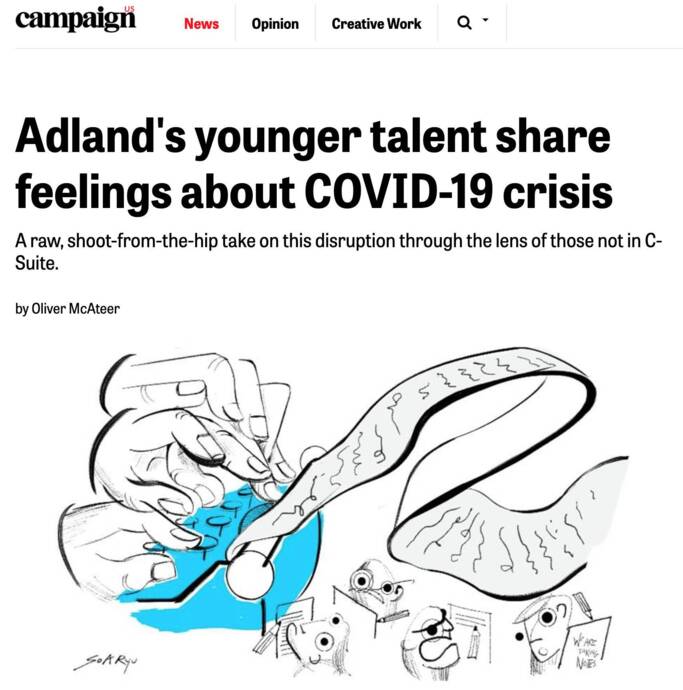 campaign US
News Opinion Creative Work
Adland's younger talent share
feelings about COVID-19 crisis
A raw, shoot-from-the-hip take on this disruption through the lens of those not in C-
Suite.
by Oliver McAteer
WE ARE
TAKING
NOTES